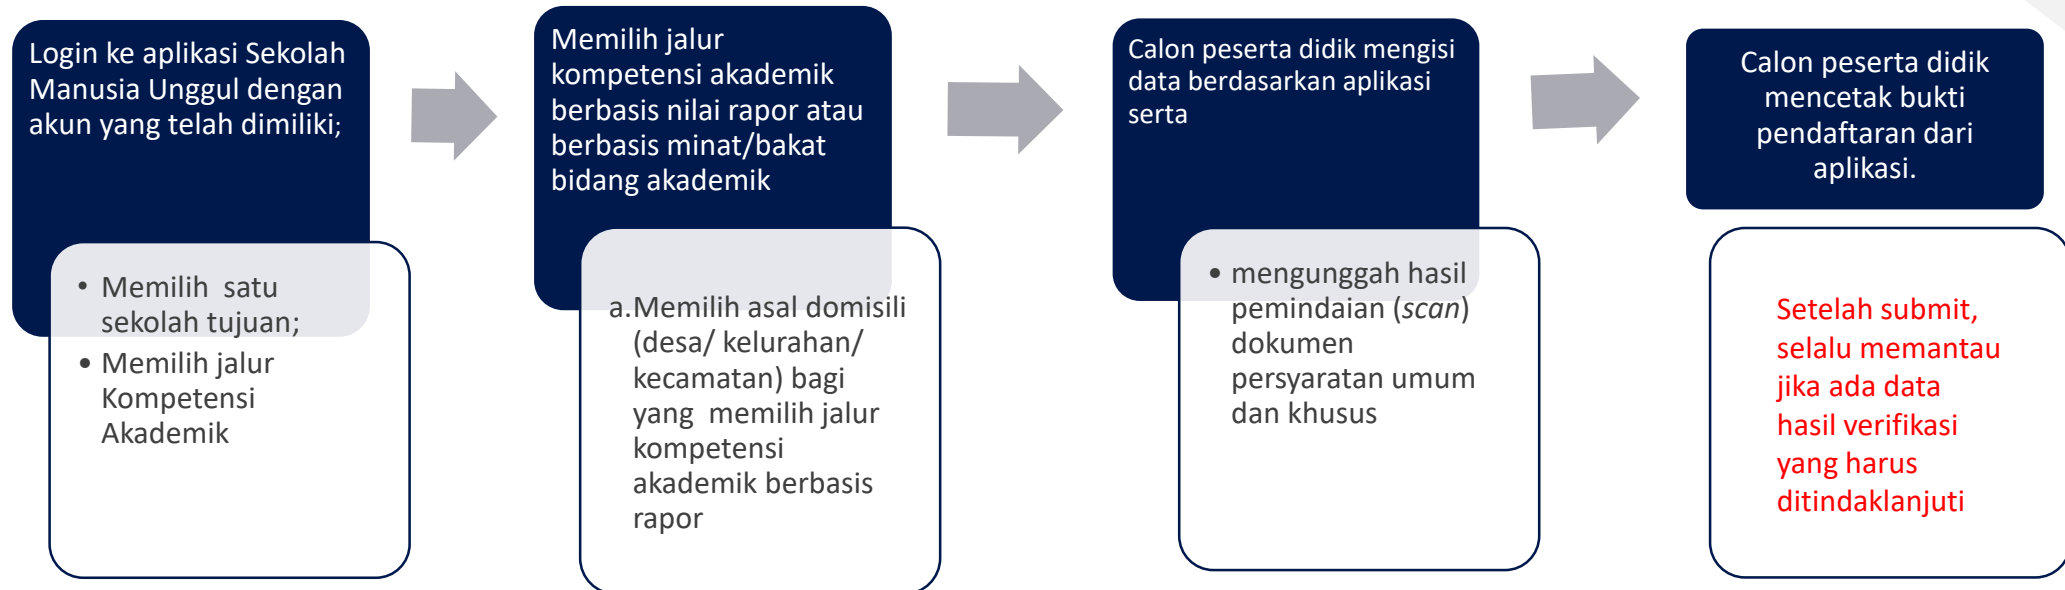 Login ke aplikasi Sekolah
Manusia Unggul dengan
akun yang telah dimiliki;
• Memilih satu
sekolah tujuan;
• Memilih jalur
Kompetensi
Akademik
Memilih jalur
kompetensi akademik
berbasis nilai rapor atau
berbasis minat/bakat
bidang akademik
a.Memilih asal domisili
(desa/ kelurahan/
kecamatan) bagi
yang memilih jalur
kompetensi
akademik berbasis
rapor
Calon peserta didik mengisi
data berdasarkan aplikasi
serta
• mengunggah hasil
pemindaian (scan)
dokumen
persyaratan umum
dan khusus
Calon peserta didik
mencetak bukti
pendaftaran dari
aplikasi.
Setelah submit,
selalu memantau
jika ada data
hasil verifikasi
yang harus
ditindaklanjuti